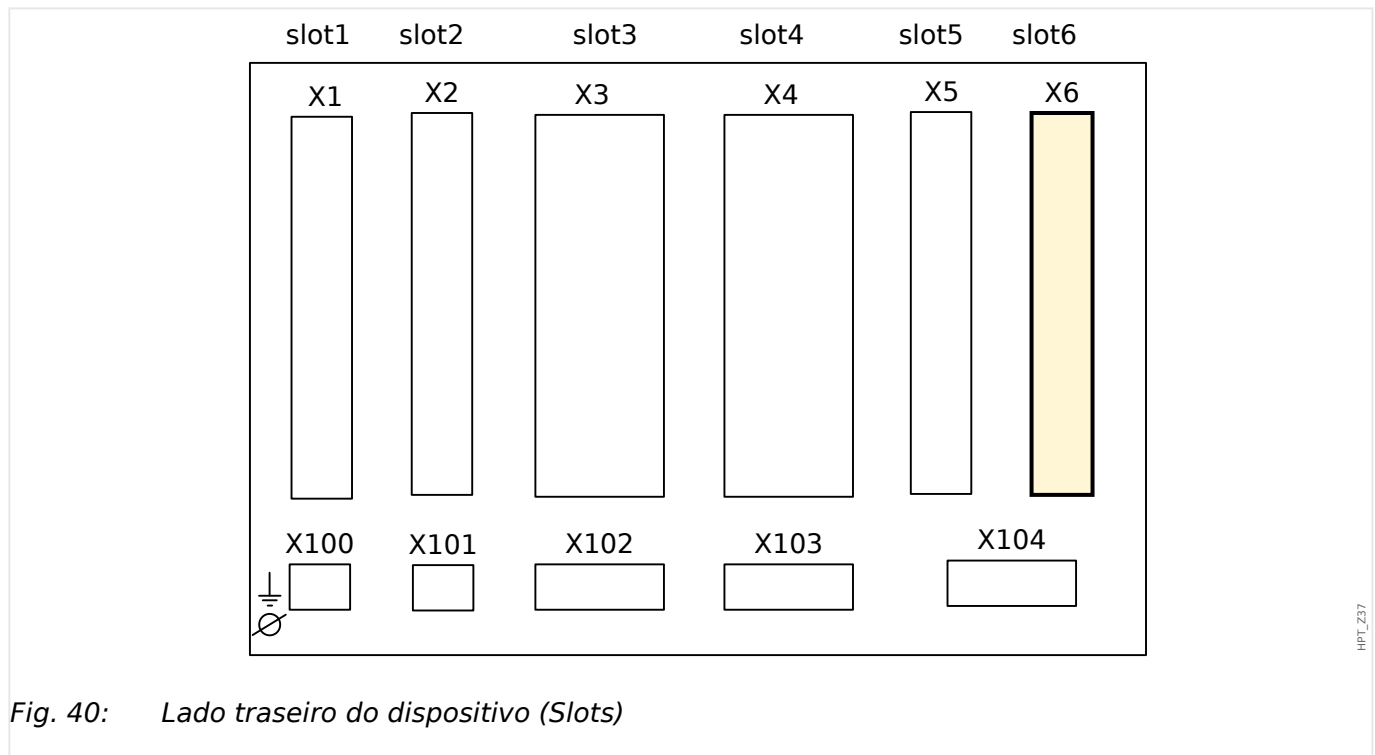 slot1 slot2 slot3 slot4 slot5 slot6
X1 X2 X3 X4 X5 X6
X100 X101 X102 X103 X104
HPT_Z37
Fig. 40: Lado traseiro do dispositivo (Slots)